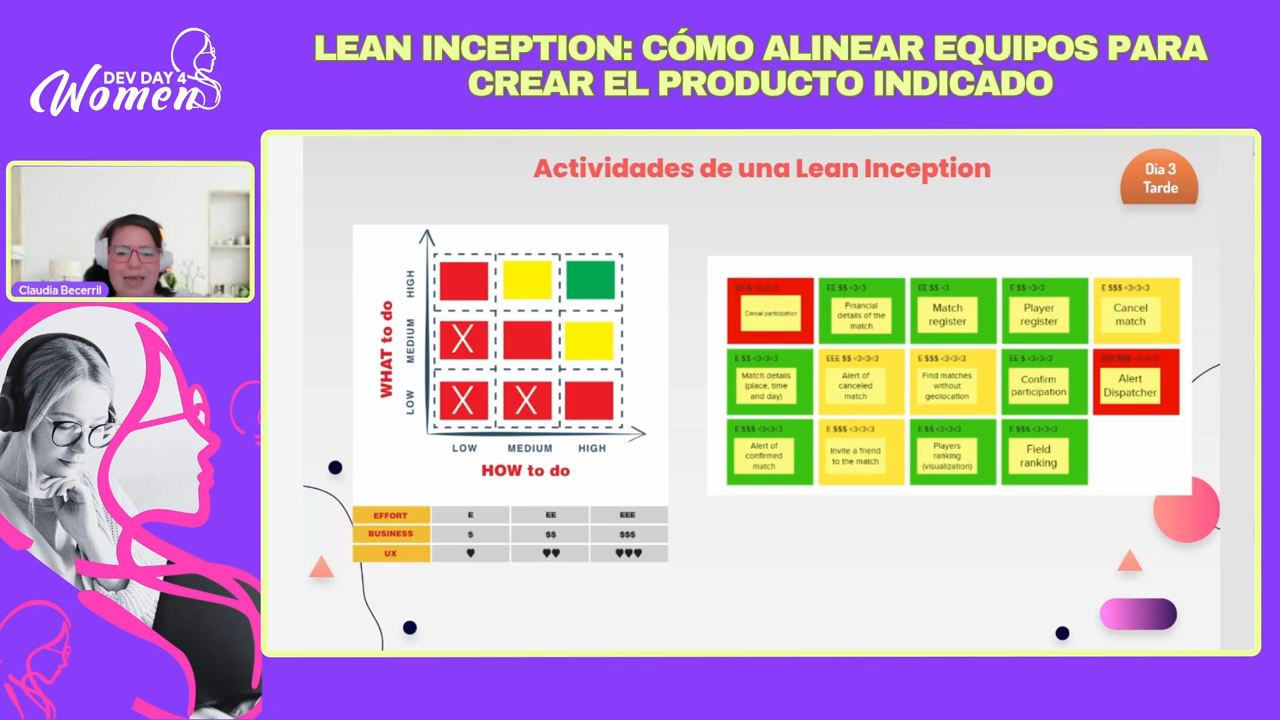 DEV DAY 4
Women
LEAN INCEPTION: CÓMO ALINEAR EQUIPOS PARA
CREAR EL PRODUCTO INDICADO
Claudia Becerril
Actividades de una Lean Inception
Dia 3
Tarde
WHAT to do
HIGH
MEDIUM
LOW
X
X X
LOW MEDIUM HIGH
HOW to do
EFFORT E EE EEE
BUSINESS $ $$ $$$
UX ♥ ♥♥ ♥♥♥
Cancel participation
EE $$ <3<3
Financial
details of the
match
EE $$ <3
Match
register
E $$ <3<3
Player
register
E $$$ <3<3
Cancel
match
E $$ <3<3<3
Match details
(place, time
and day)
EEE $$ <3<3<3
Alert of
canceled
match
E $$$ <3<3<3
Find matches
without
geolocation
EE $ <3<3<3
Confirm
participation
Alert
Dispatcher
E $$$ <3<3<3
Alert of
confirmed
match
E $$$ <3<3<3
Invite a friend
to the match
E $$ <3<3<3
Players
ranking
(visualization)
E $$$ <3<3<3
Field
ranking